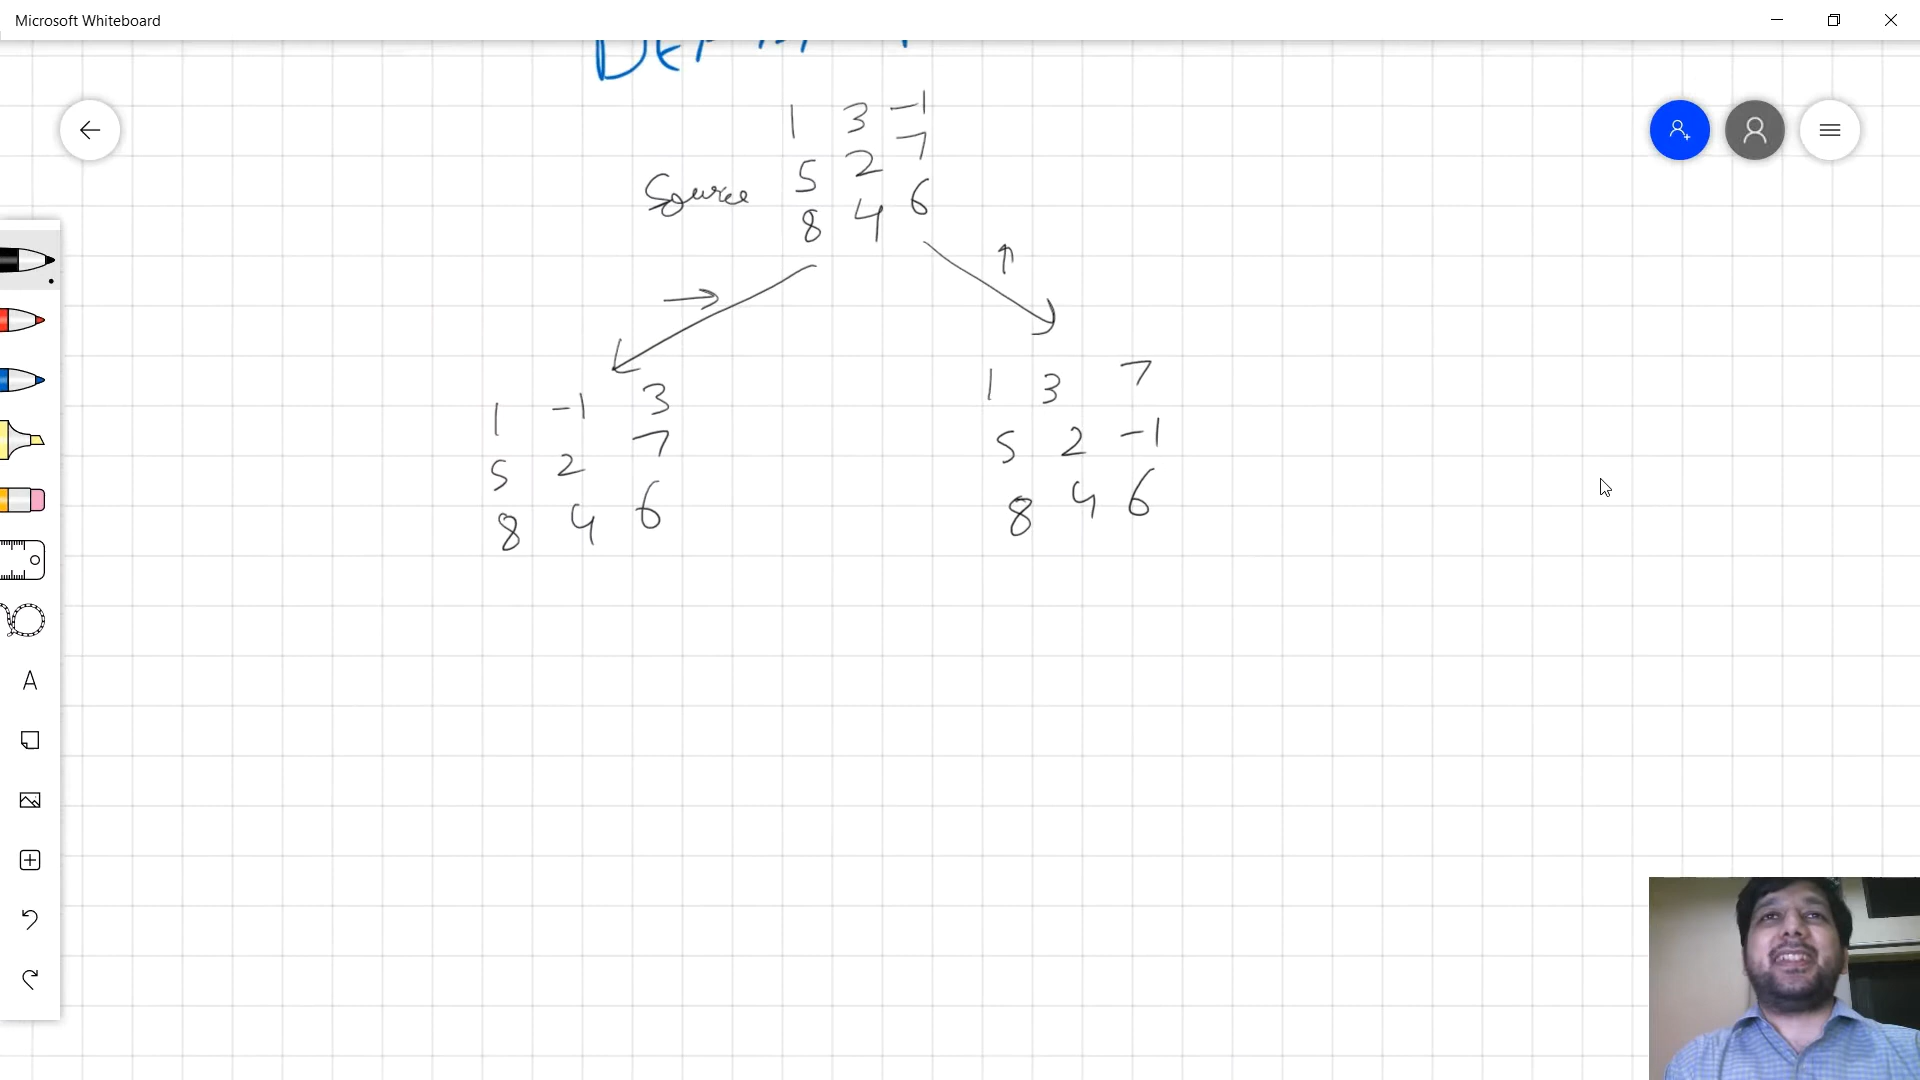 Microsoft Whiteboard
1 3 -1
5 2 7
Source
8 4 6
→ ↑
1 -1 3
5 2 7
8 4 6
1 3 7
5 2 -1
8 4 6
A